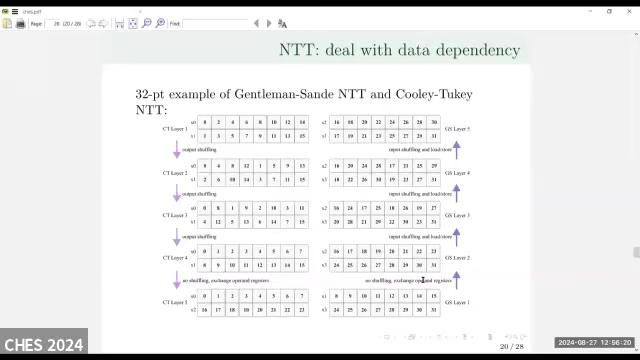 ches.pdf
Page: 20 (20 / 28) Find:
NTT: deal with data dependency
32-pt example of Gentleman-Sande NTT and Cooley-Tukey
NTT:
CT Layer 1 s0 0 2 4 6 8 10 12 14 s2 16 18 20 22 24 26 28 30 GS Layer 5
s1 1 3 5 7 9 11 13 15 s3 17 19 21 23 25 27 29 31
output shuffling input shuffling and load/store
CT Layer 2 s0 0 4 8 12 1 5 9 13 s2 16 20 24 28 17 21 25 29 GS Layer 4
s1 2 6 10 14 3 7 11 15 s3 18 22 26 30 19 23 27 31
output shuffling input shuffling and load/store
CT Layer 3 s0 0 8 1 9 2 10 3 11 s2 16 24 17 25 18 26 19 27 GS Layer 3
s1 4 12 5 13 6 14 7 15 s3 20 28 21 29 22 30 23 31
output shuffling input shuffling and load/store
CT Layer 4 s0 0 1 2 3 4 5 6 7 s2 16 17 18 19 20 21 22 23 GS Layer 2
s1 8 9 10 11 12 13 14 15 s3 24 25 26 27 28 29 30 31
no shuffling, exchange operand registers no shuffling, exchange operand registers
CT Layer 5 s0 0 1 2 3 4 5 6 7 s1 8 9 10 11 12 13 14 15 GS Layer 1
s2 16 17 18 19 20 21 22 23 s3 24 25 26 27 28 29 30 31
20 / 28
CHES 2024
2024-08-27 12:56:20